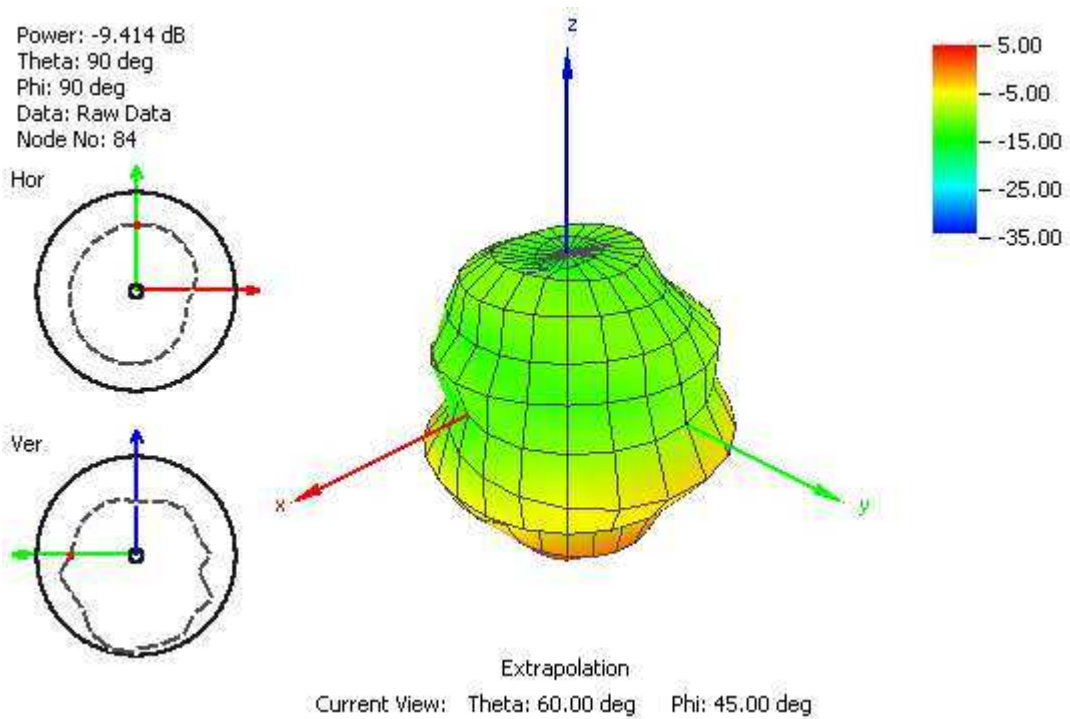 Power: -9.414 dB
Theta: 90 deg
Phi: 90 deg
Data: Raw Data
Node No: 84
Hor
Ver
z
x
y
5.00
-5.00
-15.00
-25.00
-35.00
Extrapolation
Current View: Theta: 60.00 deg Phi: 45.00 deg